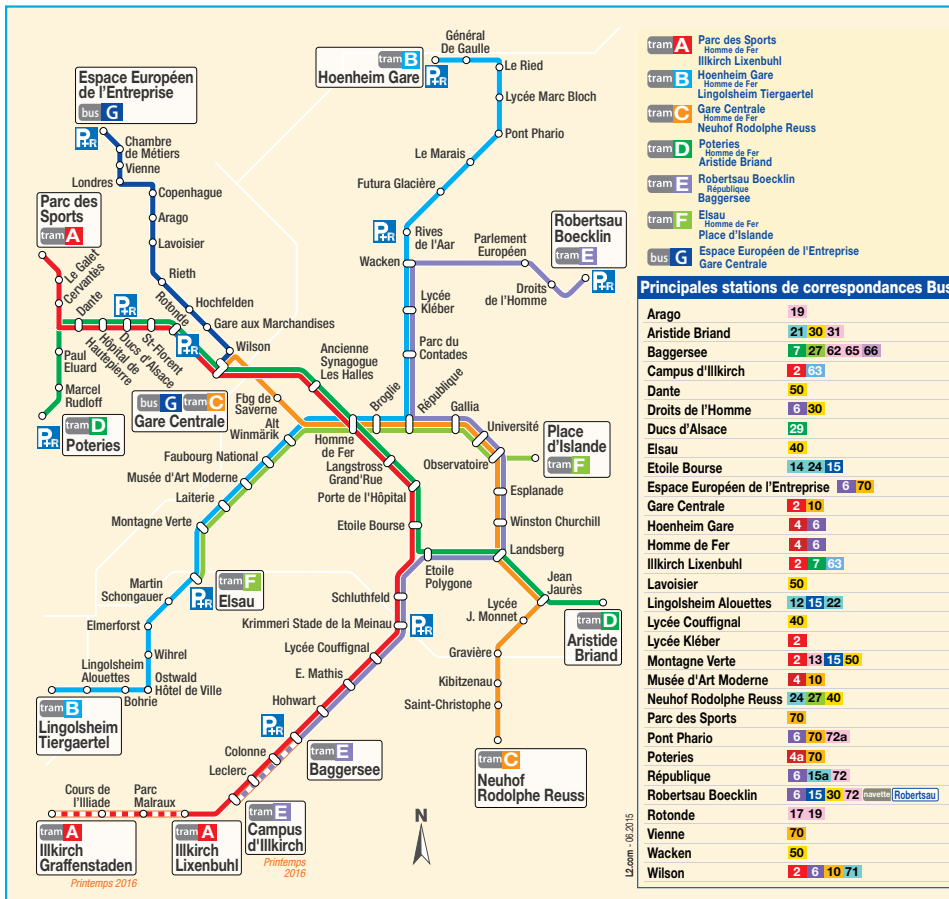 Général
De Gaulle
tram B
Hoenheim Gare
P+R
Le Ried
Lycée Marc Bloch
Pont Phario
Le Marais
Futura Glacière
P+R
Rives
de l'Aar
Wacken
Parlement
Européen
Robertsau
Boecklin
tram E
P+R
Droits
de l'Homme
Lycée
Kléber
Parc du
Contades
Espace Européen
de l'Entreprise
bus G
P+R
Chambre
de Métiers
Vienne
Londres
Copenhague
Arago
Lavoisier
Rieth
Hochfelden
Gare aux Marchandises
Wilson
Parc des
Sports
tram A
Le Galet
Cervantès
Dante
Hôpital de
Hautepierre
P+R
Ducs d'Alsace
St-Florent
Rotonde
P+R
Paul
Eluard
Marcel
Rudloff
P+R
tram D
Poteries
bus G tram C
Gare Centrale
Ancienne
Synagogue
Les Halles
Fbg de
Saverne
Alt
Winmärik
Broglie
République
Gallia
Université
Observatoire
Place
d'Islande
tram F
Homme
de Fer
Langstross
Grand'Rue
Porte de l'Hôpital
Etoile Bourse
Faubourg National
Musée d'Art Moderne
Laiterie
Montagne Verte
Esplanade
Winston Churchill
Landsberg
Etoile
Polygone
Jean
Jaurès
tram D
Aristide
Briand
Lycée
J. Monnet
Gravière
Kibitzenau
Saint-Christophe
tram C
Neuhof
Rodolphe Reuss
Martin
Schongauer
P+R
tram F
Elsau
Elmerforst
Wihrel
Ostwald
Hôtel de Ville
Lingolsheim
Alouettes
Bohrie
tram B
Lingolsheim
Tiergaertel
Schluthfeld
Krimmeri Stade de la Meinau
P+R
Lycée Couffignal
E. Mathis
Hohwart
P+R
tram E
Baggersee
Colonne
Leclerc
Cours de
l'Illiade
Parc
Malraux
tram A
Illkirch
Graffenstaden
Printemps 2016
tram A
Illkirch
Lixenbuhl
tram E
Campus
d'Illkirch
Printemps
2016
N
L2.com - 06.2015
tram A Parc des Sports
Homme de Fer
Illkirch Lixenbuhl
tram B Hoenheim Gare
Homme de Fer
Lingolsheim Tiergaertel
tram C Gare Centrale
Homme de Fer
Neuhof Rodolphe Reuss
tram D Poteries
Homme de Fer
Aristide Briand
tram E Robertsau Boecklin
République
Baggersee
tram F Elsau
Homme de Fer
Place d'Islande
bus G Espace Européen de l'Entreprise
Gare Centrale
Principales stations de correspondances Bus
Arago 19
Aristide Briand 21 30 31
Baggersee 7 27 62 65 66
Campus d'Illkirch 2 63
Dante 50
Droits de l'Homme 6 30
Ducs d'Alsace 29
Elsau 40
Etoile Bourse 14 24 15
Espace Européen de l'Entreprise 6 70
Gare Centrale 2 10
Hoenheim Gare 4 6
Homme de Fer 4 6
Illkirch Lixenbuhl 2 7 63
Lavoisier 50
Lingolsheim Alouettes 12 15 22
Lycée Couffignal 40
Lycée Kléber 2
Montagne Verte 2 13 15 50
Musée d'Art Moderne 4 10
Neuhof Rodolphe Reuss 24 27 40
Parc des Sports 70
Pont Phario 6 70 72a
Poteries 4a 70
République 6 15a 72
Robertsau Boecklin 6 15 30 72 navette Robertsau
Rotonde 17 19
Vienne 70
Wacken 50
Wilson 2 6 10 71